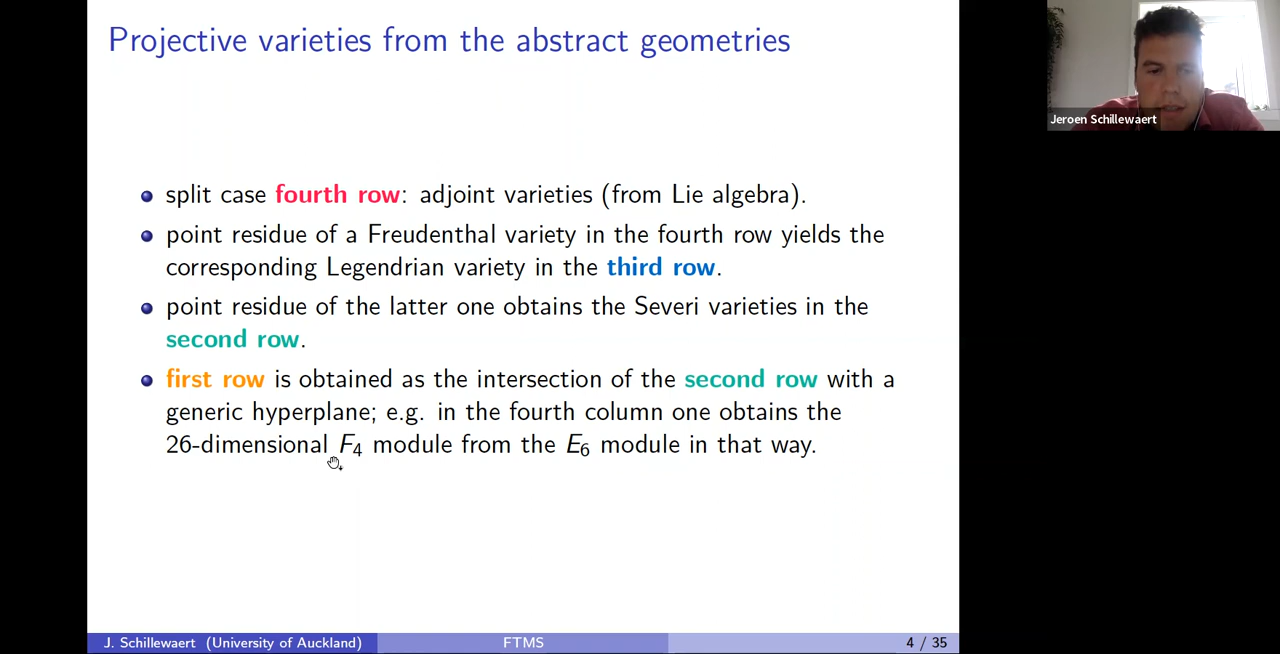 Projective varieties from the abstract geometries
split case fourth row: adjoint varieties (from Lie algebra).
point residue of a Freudenthal variety in the fourth row yields the
corresponding Legendrian variety in the third row.
point residue of the latter one obtains the Severi varieties in the
second row.
first row is obtained as the intersection of the second row with a
generic hyperplane; e.g. in the fourth column one obtains the
26-dimensional F₄ module from the E₆ module in that way.
J. Schillewaert (University of Auckland)
FTMS
4 / 35
Jeroen Schillewaert